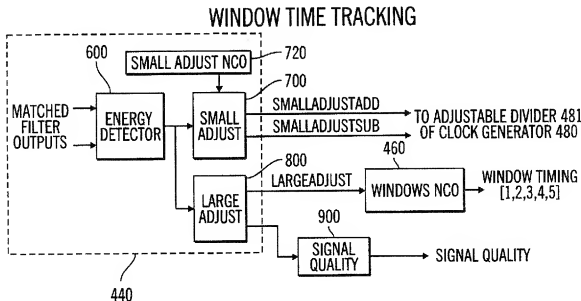 WINDOW TIME TRACKING
600
SMALL ADJUST NCO
720
700
MATCHED
FILTER
OUTPUTS
ENERGY
DETECTOR
SMALL
ADJUST
SMALLADJUSTADD
SMALLADJUSTSUB
TO ADJUSTABLE DIVIDER 481
OF CLOCK GENERATOR 480
800
LARGE
ADJUST
LARGEADJUST
460
WINDOWS NCO
WINDOW TIMING
[1,2,3,4,5]
900
SIGNAL
QUALITY
SIGNAL QUALITY
440